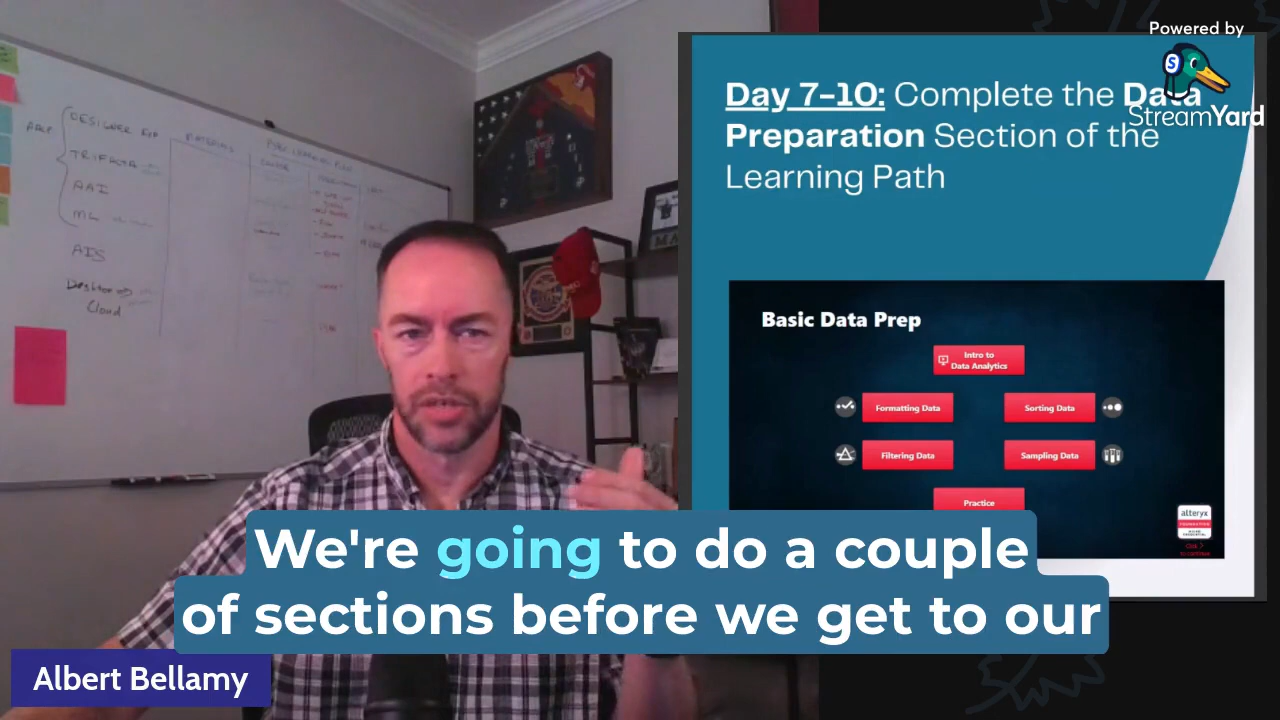 Powered by
StreamYard
Day 7-10: Complete the Data
Preparation Section of the
Learning Path
Basic Data Prep
Intro to
Data Analytics
Formatting Data
Sorting Data
Filtering Data
Sampling Data
Practice
alteryx
DESIGNER
TRIFACTA
AAI
ML
AIS
Desktop
Cloud
MATERIALS
We're going to do a couple
of sections before we get to our
Albert Bellamy